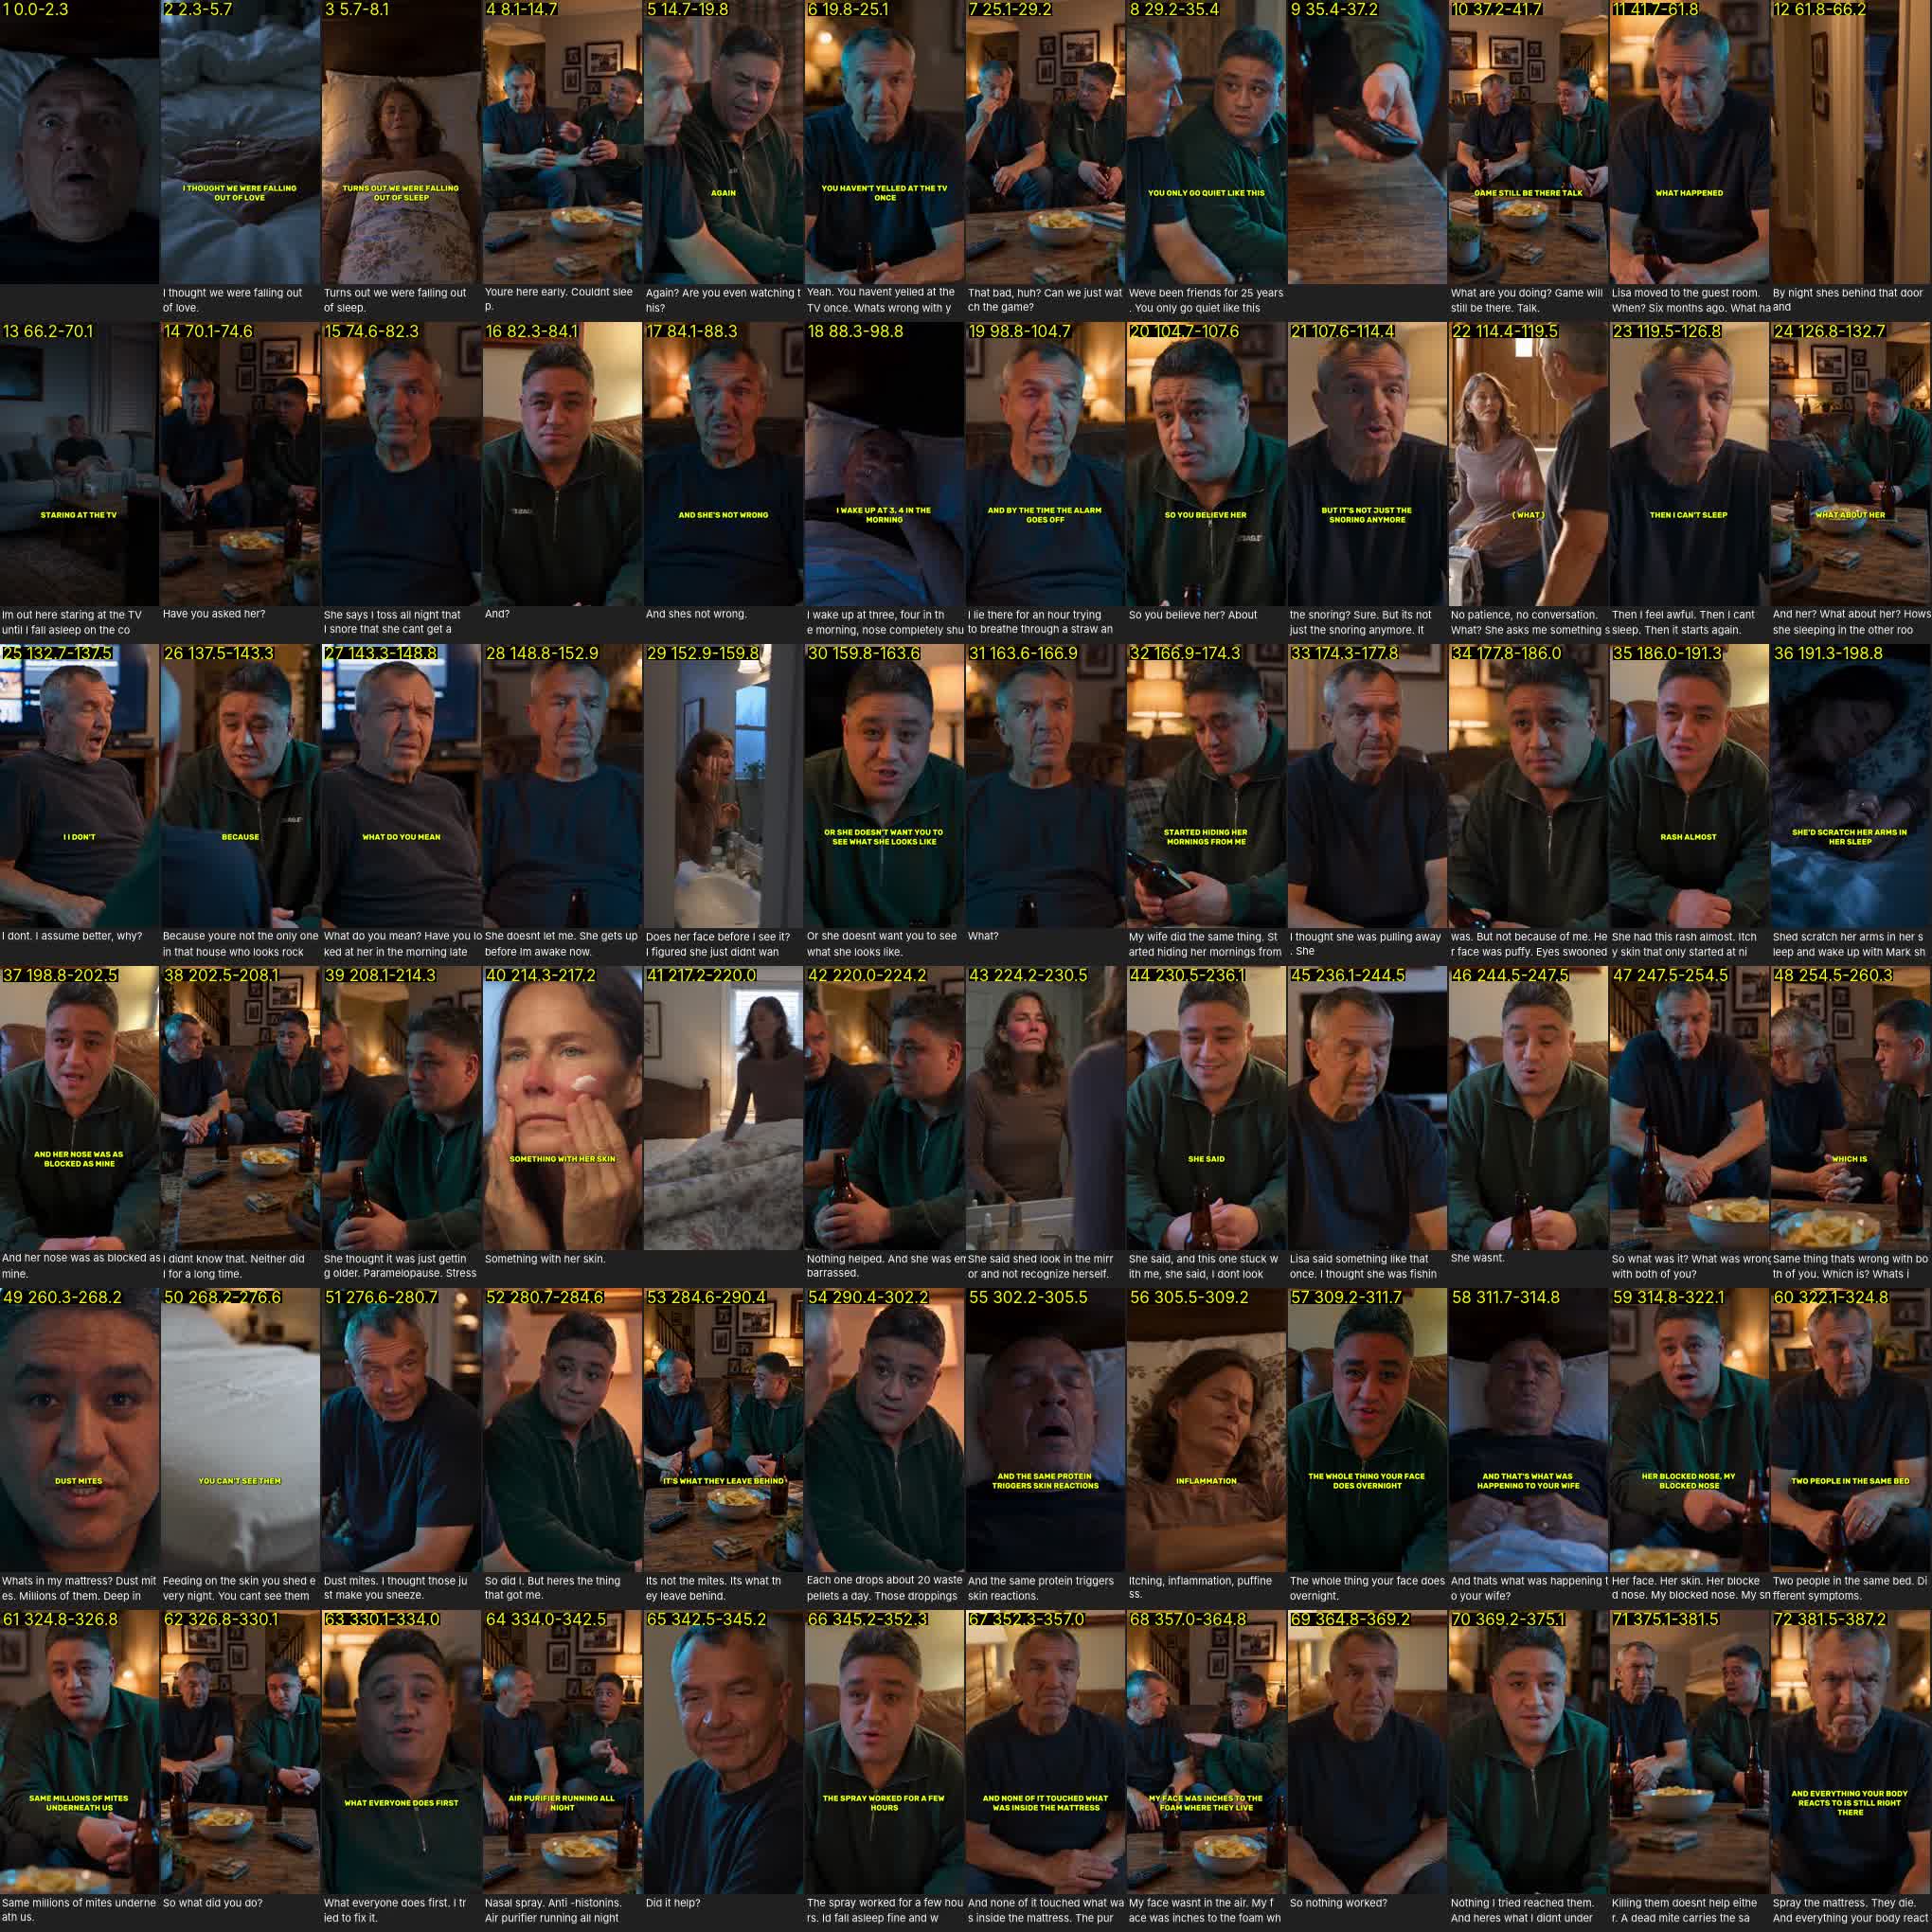 1 0.0-2.3
2 2.3-5.7
3 5.7-8.1
4 8.1-14.7
5 14.7-19.8
6 19.8-25.1
7 25.1-29.2
8 29.2-35.4
9 35.4-37.2
10 37.2-41.7
11 41.7-61.8
12 61.8-66.2
I THOUGHT WE WERE FALLING
OUT OF LOVE
TURNS OUT WE WERE FALLING
OUT OF SLEEP
AGAIN
YOU HAVEN'T YELLED AT THE TV
ONCE
YOU ONLY GO QUIET LIKE THIS
GAME STILL BE THERE TALK
WHAT HAPPENED
I thought we were falling out
of love.
Turns out we were falling out
of sleep.
Youre here early. Couldnt slee
p.
Again? Are you even watching t
his?
Yeah. You havent yelled at the
TV once. Whats wrong with y
That bad, huh? Can we just wat
ch the game?
Weve been friends for 25 years
. You only go quiet like this
What are you doing? Game will
still be there. Talk.
Lisa moved to the guest room.
When? Six months ago. What ha
By night shes behind that door
and
13 66.2-70.1
14 70.1-74.6
15 74.6-82.3
16 82.3-84.1
17 84.1-88.3
18 88.3-98.8
19 98.8-104.7
20 104.7-107.6
21 107.6-114.4
22 114.4-119.5
23 119.5-126.8
24 126.8-132.7
STARING AT THE TV
AND SHE'S NOT WRONG
I WAKE UP AT 3, 4 IN THE
MORNING
AND BY THE TIME THE ALARM
GOES OFF
SO YOU BELIEVE HER
BUT IT'S NOT JUST THE
SNORING ANYMORE
( WHAT )
THEN I CAN'T SLEEP
WHAT ABOUT HER
Im out here staring at the TV
until I fall asleep on the co
Have you asked her?
She says I toss all night that
I snore that she cant get a
And?
And shes not wrong.
I wake up at three, four in th
e morning, nose completely shu
I lie there for an hour trying
to breathe through a straw an
So you believe her? About
the snoring? Sure. But its not
just the snoring anymore. It
No patience, no conversation.
What? She asks me something s
Then I feel awful. Then I cant
sleep. Then it starts again.
And her? What about her? Hows
she sleeping in the other roo
25 132.7-137.5
26 137.5-143.3
27 143.3-148.8
28 148.8-152.9
29 152.9-159.8
30 159.8-163.6
31 163.6-166.9
32 166.9-174.3
33 174.3-177.8
34 177.8-186.0
35 186.0-191.3
36 191.3-198.8
I I DON'T
BECAUSE
WHAT DO YOU MEAN
OR SHE DOESN'T WANT YOU TO
SEE WHAT SHE LOOKS LIKE
STARTED HIDING HER
MORNINGS FROM ME
RASH ALMOST
SHE'D SCRATCH HER ARMS IN
HER SLEEP
I dont. I assume better, why?
Because youre not the only one
in that house who looks rock
What do you mean? Have you lo
ked at her in the morning late
She doesnt let me. She gets up
before Im awake now.
Does her face before I see it?
I figured she just didnt wan
Or she doesnt want you to see
what she looks like.
What?
My wife did the same thing. St
arted hiding her mornings from
I thought she was pulling away
. She
was. But not because of me. He
r face was puffy. Eyes swooned
She had this rash almost. Itch
y skin that only started at ni
Shed scratch her arms in her s
leep and wake up with Mark sh
37 198.8-202.5
38 202.5-208.1
39 208.1-214.3
40 214.3-217.2
41 217.2-220.0
42 220.0-224.2
43 224.2-230.5
44 230.5-236.1
45 236.1-244.5
46 244.5-247.5
47 247.5-254.5
48 254.5-260.3
AND HER NOSE WAS AS
BLOCKED AS MINE
SOMETHING WITH HER SKIN
SHE SAID
WHICH IS
And her nose was as blocked as
mine.
I didnt know that. Neither did
I for a long time.
She thought it was just gettin
g older. Paramelopause. Stress
Something with her skin.
Nothing helped. And she was em
barrassed.
She said shed look in the mirr
or and not recognize herself.
She said, and this one stuck w
ith me, she said, I dont look
Lisa said something like that
once. I thought she was fishin
She wasnt.
So what was it? What was wrong
with both of you?
Same thing thats wrong with bo
th of you. Which is? Whats i
49 260.3-268.2
50 268.2-276.6
51 276.6-280.7
52 280.7-284.6
53 284.6-290.4
54 290.4-302.2
55 302.2-305.5
56 305.5-309.2
57 309.2-311.7
58 311.7-314.8
59 314.8-322.1
60 322.1-324.8
DUST MITES
YOU CAN'T SEE THEM
IT'S WHAT THEY LEAVE BEHIND
AND THE SAME PROTEIN
TRIGGERS SKIN REACTIONS
INFLAMMATION
THE WHOLE THING YOUR FACE
DOES OVERNIGHT
AND THAT'S WHAT WAS
HAPPENING TO YOUR WIFE
HER BLOCKED NOSE, MY
BLOCKED NOSE
TWO PEOPLE IN THE SAME BED
Whats in my mattress? Dust mit
es. Millions of them. Deep in
Feeding on the skin you shed e
very night. You cant see them
Dust mites. I thought those ju
st make you sneeze.
So did I. But heres the thing
that got me.
Its not the mites. Its what th
ey leave behind.
Each one drops about 20 waste
pellets a day. Those droppings
And the same protein triggers
skin reactions.
Itching, inflammation, puffine
ss.
The whole thing your face does
overnight.
And thats what was happening t
o your wife?
Her face. Her skin. Her blocke
d nose. My blocked nose. My sn
Two people in the same bed. Di
fferent symptoms.
61 324.8-326.8
62 326.8-330.1
63 330.1-334.0
64 334.0-342.5
65 342.5-345.2
66 345.2-352.3
67 352.3-357.0
68 357.0-364.8
69 364.8-369.2
70 369.2-375.1
71 375.1-381.5
72 381.5-387.2
SAME MILLIONS OF MITES
UNDERNEATH US
WHAT EVERYONE DOES FIRST
AIR PURIFIER RUNNING ALL
NIGHT
THE SPRAY WORKED FOR A FEW
HOURS
AND NONE OF IT TOUCHED WHAT
WAS INSIDE THE MATTRESS
MY FACE WAS INCHES TO THE
FOAM WHERE THEY LIVE
AND EVERYTHING YOUR BODY
REACTS TO IS STILL RIGHT
THERE
Same millions of mites underne
ath us.
So what did you do?
What everyone does first. I tr
ied to fix it.
Nasal spray. Anti -histonins.
Air purifier running all night
Did it help?
The spray worked for a few hou
rs. Id fall asleep fine and w
And none of it touched what wa
s inside the mattress. The pur
My face wasnt in the air. My f
ace was inches to the foam wh
So nothing worked?
Nothing I tried reached them.
And heres what I didnt under
Killing them doesnt help eithe
r. A dead mite carries the sa
Spray the mattress. They die.
And everything your body react